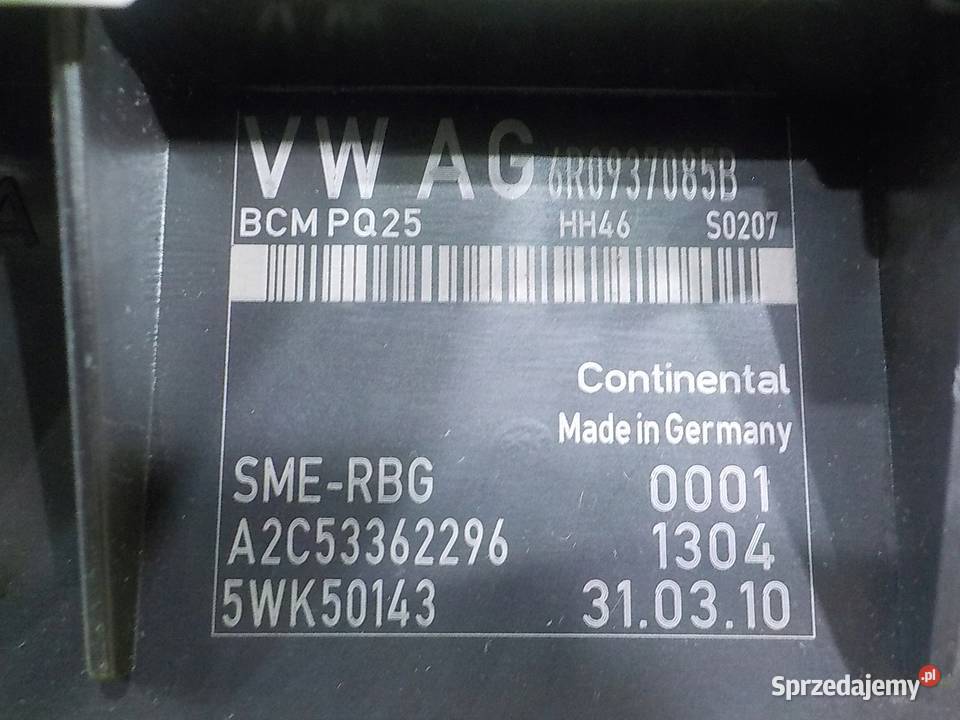 VW AG 6R0937085B
BCM PQ25 HH46 S0207
Continental
Made in Germany
SME-RBG 0001
A2C53362296 1304
5WK50143 31.03.10
Sprzedajemy.pl